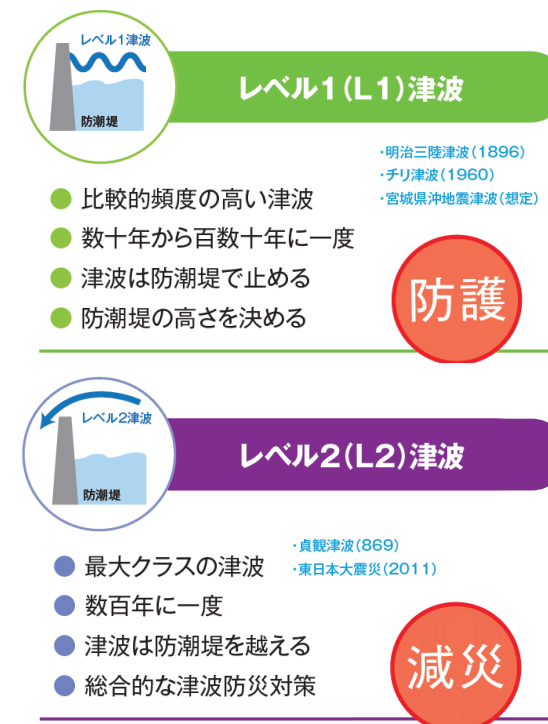 レベル1津波
防潮堤
レベル1(L1)津波
・明治三陸津波(1896)
・チリ津波(1960)
・宮城県沖地震津波(想定)
比較的頻度の高い津波
数十年から百数十年に一度
津波は防潮堤で止める
防潮堤の高さを決める
防護
レベル2津波
防潮堤
レベル2(L2)津波
・貞観津波(869)
・東日本大震災(2011)
最大クラスの津波
数百年に一度
津波は防潮堤を越える
総合的な津波防災対策
減災